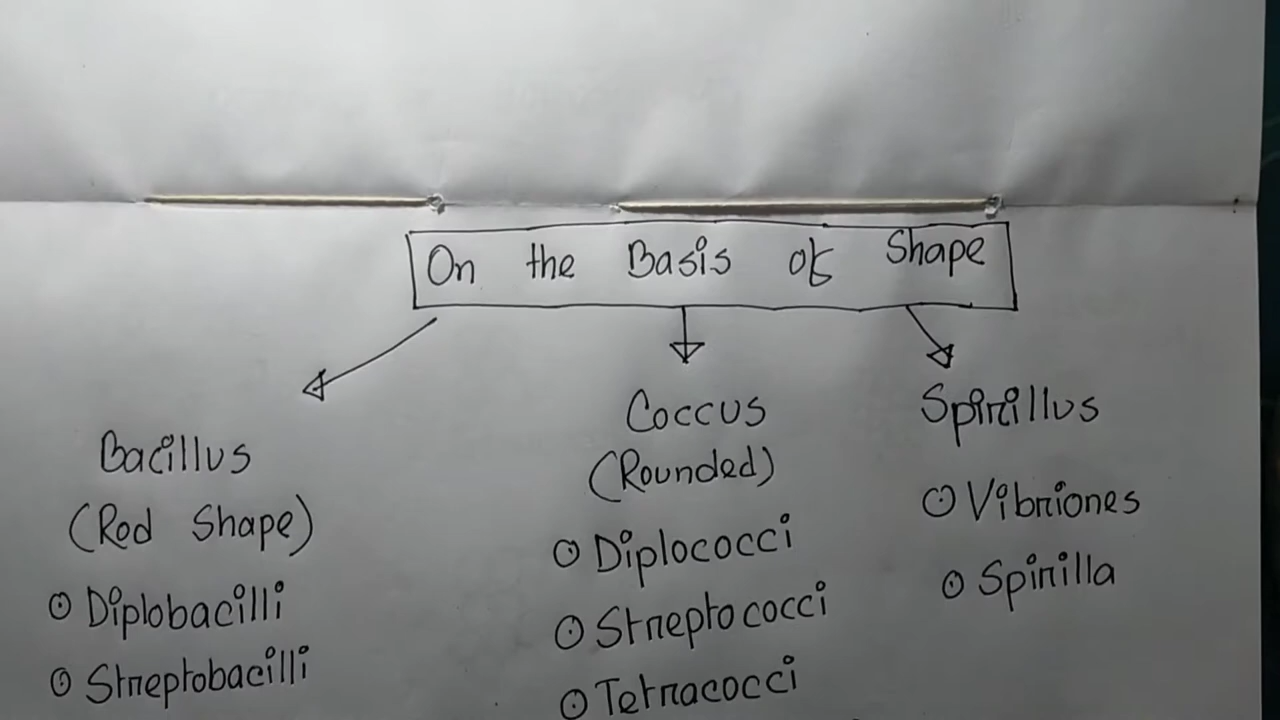 On the Basis of Shape
Bacillus
(Rod Shape)
⊙ Diplobacilli
⊙ Streptobacilli
Coccus
(Rounded)
⊙ Diplococci
⊙ Streptococci
⊙ Tetracocci
Spirillus
⊙ Vibriones
⊙ Spirilla